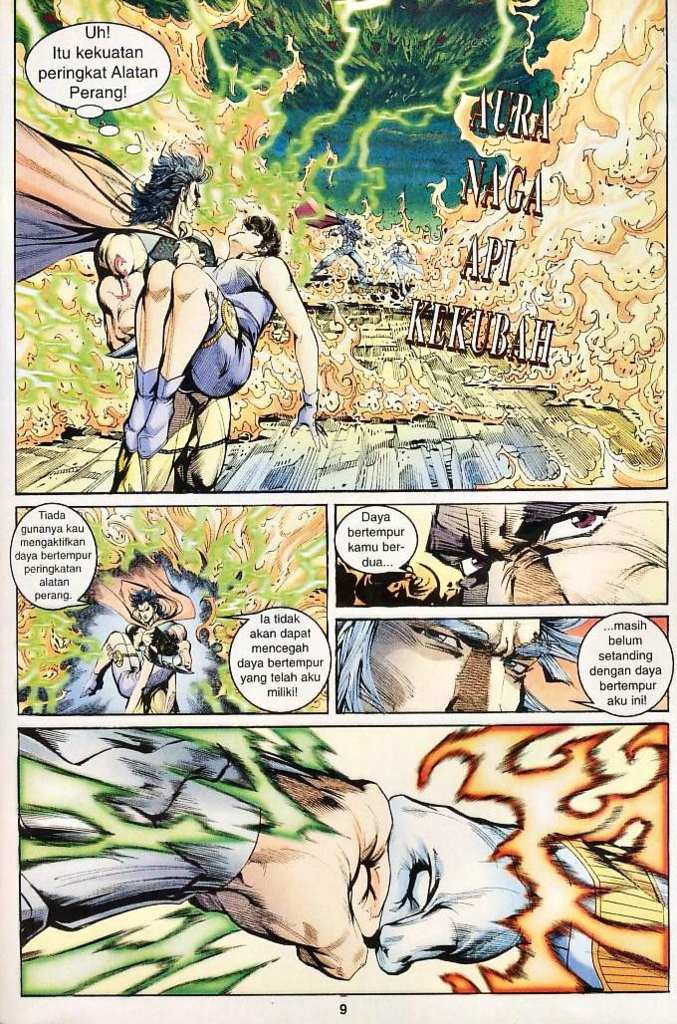 Uh!
Itu kekuatan
peringkat Alatan
Perang!
AURA
NAGA
API
KEKUBAH
Tiada
gunanya kau
mengaktifkan
daya bertempur
peringkatan
alatan
perang.
Ia tidak
akan dapat
mencegah
daya bertempur
yang telah aku
miliki!
Daya
bertempur
kamu ber-
dua...
...masih
belum
setanding
dengan daya
bertempur
aku ini!
9